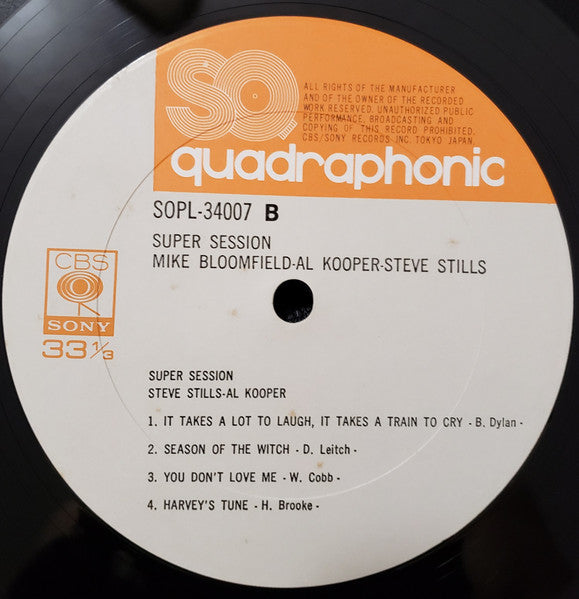 SQ
ALL RIGHTS OF THE MANUFACTURER
AND OF THE OWNER OF THE RECORDED
WORK RESERVED. UNAUTHORIZED PUBLIC
PERFORMANCE, BROADCASTING AND
COPYING OF THIS RECORD PROHIBITED.
CBS/SONY RECORDS INC. TOKYO JAPAN.
quadraphonic
SOPL-34007 B
SUPER SESSION
MIKE BLOOMFIELD-AL KOOPER-STEVE STILLS
CBS
SONY
33 1/3
SUPER SESSION
STEVE STILLS-AL KOOPER
1. IT TAKES A LOT TO LAUGH, IT TAKES A TRAIN TO CRY - B. Dylan -
2. SEASON OF THE WITCH - D. Leitch -
3. YOU DON'T LOVE ME - W. Cobb -
4. HARVEY'S TUNE - H. Brooke -